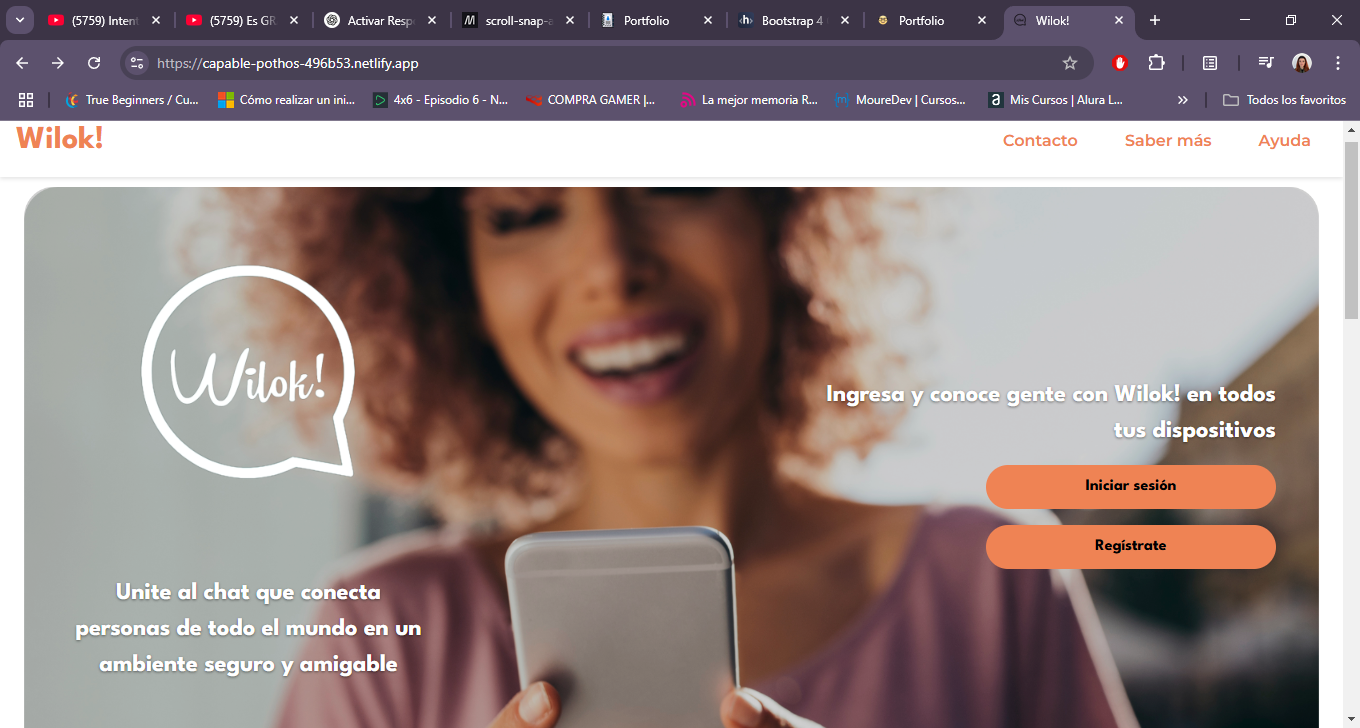 (5759) Intent
(5759) Es GR
Activar Resp
scroll-snap-a
Portfolio
Bootstrap 4
Portfolio
Wilok!
https://capable-pothos-496b53.netlify.app
True Beginners / Cu...
Cómo realizar un ini...
4x6 - Episodio 6 - N...
COMPRA GAMER |...
La mejor memoria R...
MoureDev | Cursos...
Mis Cursos | Alura L...
Todos los favoritos
Wilok!
Contacto
Saber más
Ayuda
Wilok!
Ingresa y conoce gente con Wilok! en todos
tus dispositivos
Iniciar sesión
Regístrate
Unite al chat que conecta
personas de todo el mundo en un
ambiente seguro y amigable